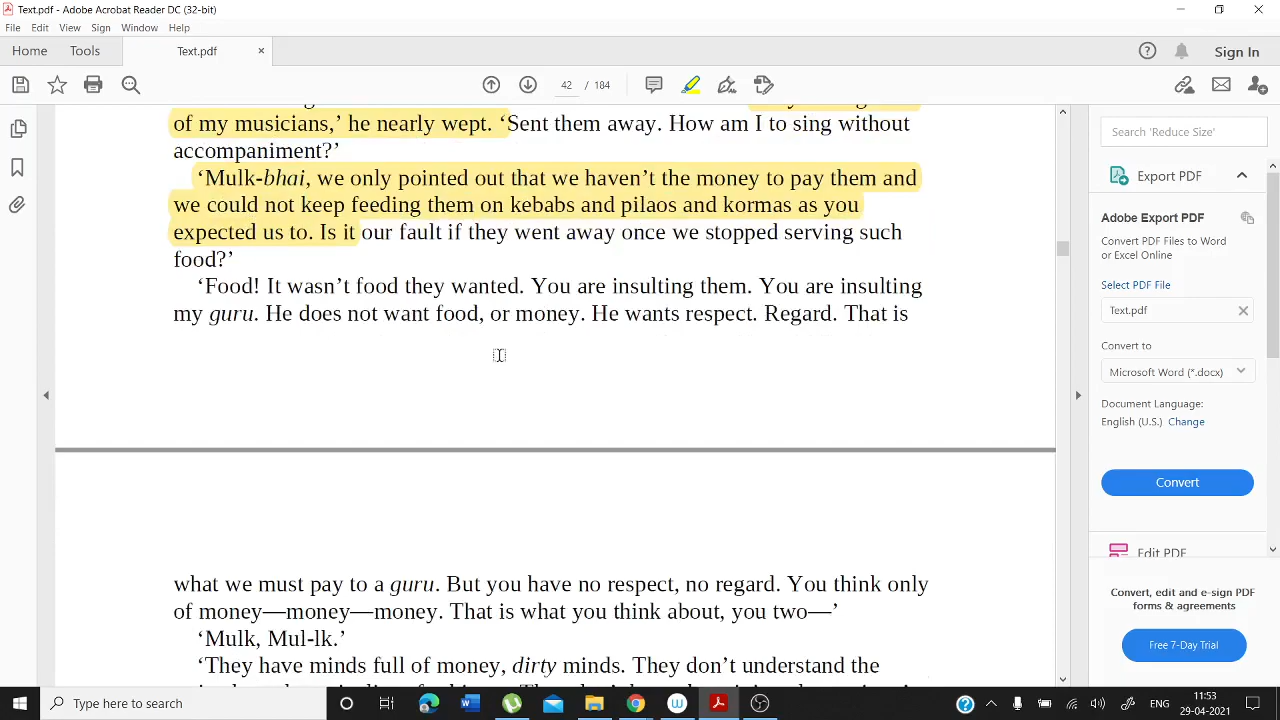 Text.pdf - Adobe Acrobat Reader DC (32-bit)
File Edit View Sign Window Help
Home Tools Text.pdf × Sign In
42 / 184
of my musicians,’ he nearly wept. ‘Sent them away. How am I to sing without
accompaniment?’
‘Mulk-bhai, we only pointed out that we haven’t the money to pay them and
we could not keep feeding them on kebabs and pilaos and kormas as you
expected us to. Is it our fault if they went away once we stopped serving such
food?’
‘Food! It wasn’t food they wanted. You are insulting them. You are insulting
my guru. He does not want food, or money. He wants respect. Regard. That is
what we must pay to a guru. But you have no respect, no regard. You think only
of money—money—money. That is what you think about, you two—’
‘Mulk, Mul-lk.’
‘They have minds full of money, dirty minds. They don’t understand the
Search 'Reduce Size'
Export PDF
Adobe Export PDF
Convert PDF Files to Word
or Excel Online
Select PDF File
Text.pdf
Convert to
Microsoft Word (*.docx)
Document Language:
English (U.S.) Change
Convert
Edit PDF
Convert, edit and e-sign PDF
forms & agreements
Free 7-Day Trial
Type here to search
ENG
11:53
29-04-2021